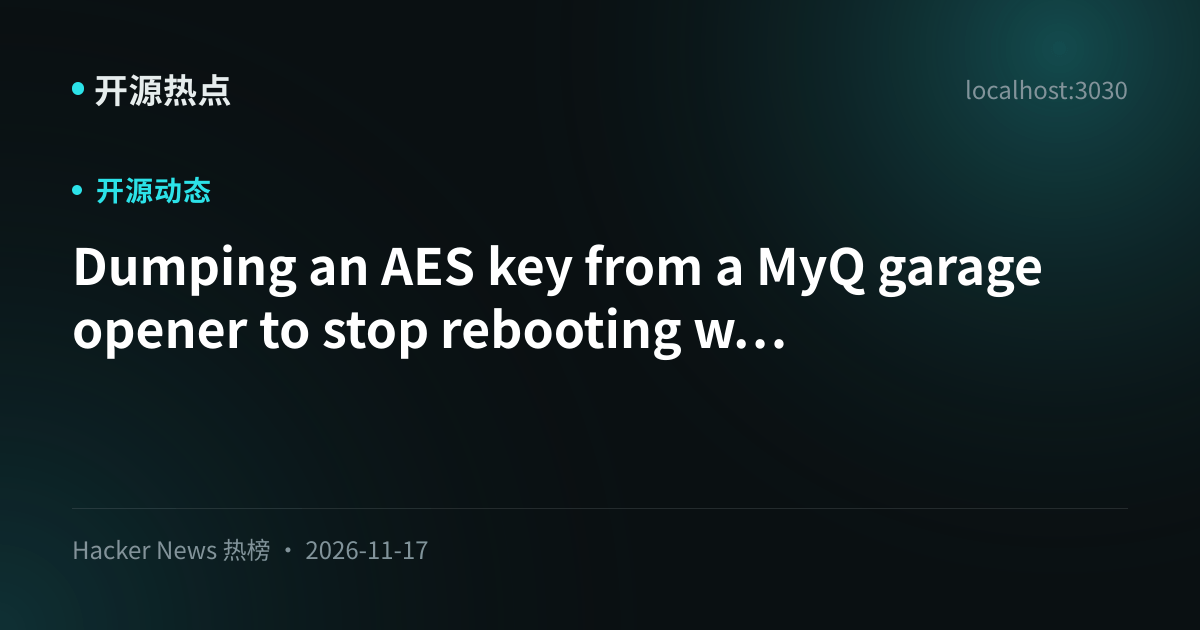 开源热点
localhost:3030
开源动态
Dumping an AES key from a MyQ garage
opener to stop rebooting w…
Hacker News 热榜 · 2026-11-17